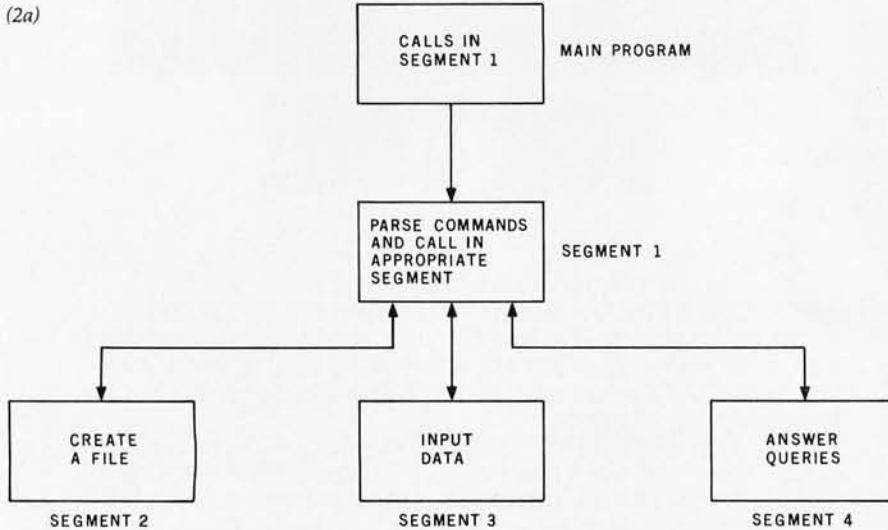 (2a)
CALLS IN
SEGMENT 1
MAIN PROGRAM
PARSE COMMANDS
AND CALL IN
APPROPRIATE
SEGMENT
SEGMENT 1
CREATE
A FILE
SEGMENT 2
INPUT
DATA
SEGMENT 3
ANSWER
QUERIES
SEGMENT 4